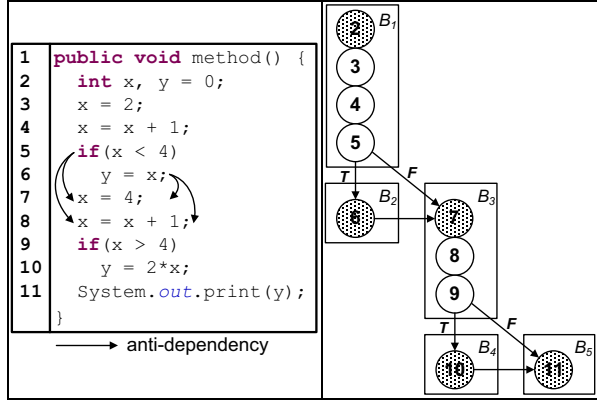 1 public void method() {
2 int x, y = 0;
3 x = 2;
4 x = x + 1;
5 if(x < 4)
6 y = x;
7 x = 4;
8 x = x + 1;
9 if(x > 4)
10 y = 2*x;
11 System.out.print(y);
}
anti-dependency
2 B1
3
4
5
T F
6 B2
7 B3
8
9
T F
10 B4
11 B5